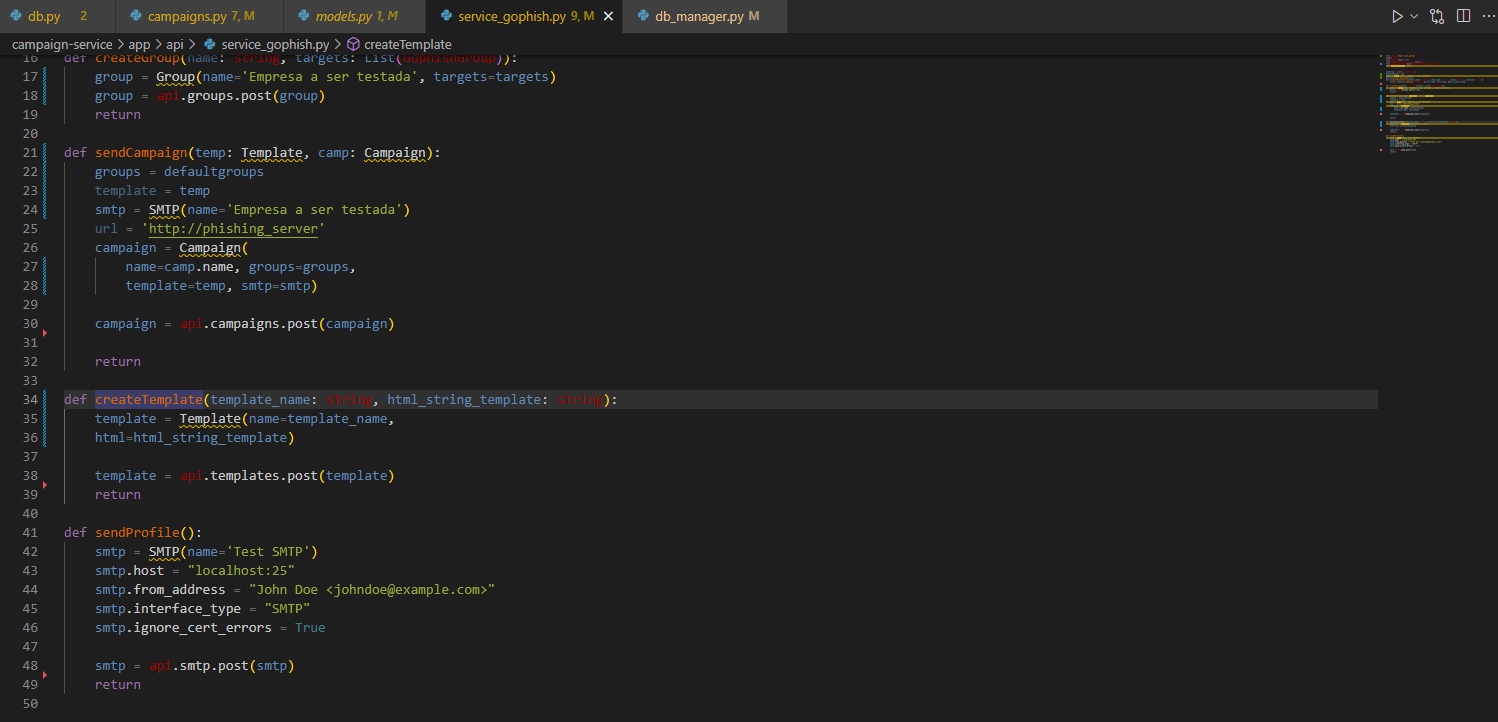 db.py 2 campaigns.py 7, M models.py 1, M service_gophish.py 9, M db_manager.py M
campaign-service > app > api > service_gophish.py > createTemplate
16 def createGroup(name: string, targets: List(GophishGroup)):
17 group = Group(name='Empresa a ser testada', targets=targets)
18 group = api.groups.post(group)
19 return
20
21 def sendCampaign(temp: Template, camp: Campaign):
22 groups = defaultgroups
23 template = temp
24 smtp = SMTP(name='Empresa a ser testada')
25 url = 'http://phishing_server'
26 campaign = Campaign(
27 name=camp.name, groups=groups,
28 template=temp, smtp=smtp)
29
30 campaign = api.campaigns.post(campaign)
31
32 return
33
34 def createTemplate(template_name: string, html_string_template: string):
35 template = Template(name=template_name,
36 html=html_string_template)
37
38 template = api.templates.post(template)
39 return
40
41 def sendProfile():
42 smtp = SMTP(name='Test SMTP')
43 smtp.host = "localhost:25"
44 smtp.from_address = "John Doe <johndoe@example.com>"
45 smtp.interface_type = "SMTP"
46 smtp.ignore_cert_errors = True
47
48 smtp = api.smtp.post(smtp)
49 return
50